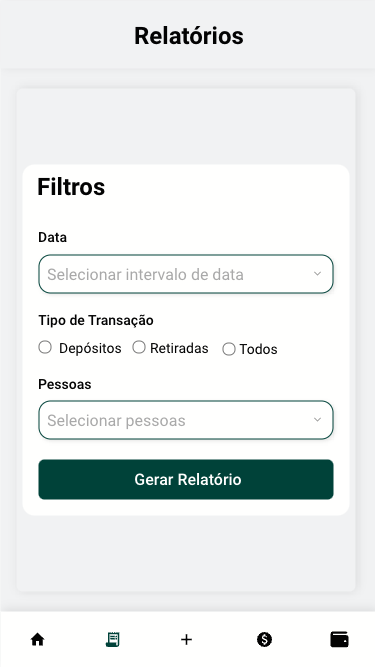 Relatórios
Filtros
Data
Selecionar intervalo de data
Tipo de Transação
Depósitos Retiradas Todos
Pessoas
Selecionar pessoas
Gerar Relatório